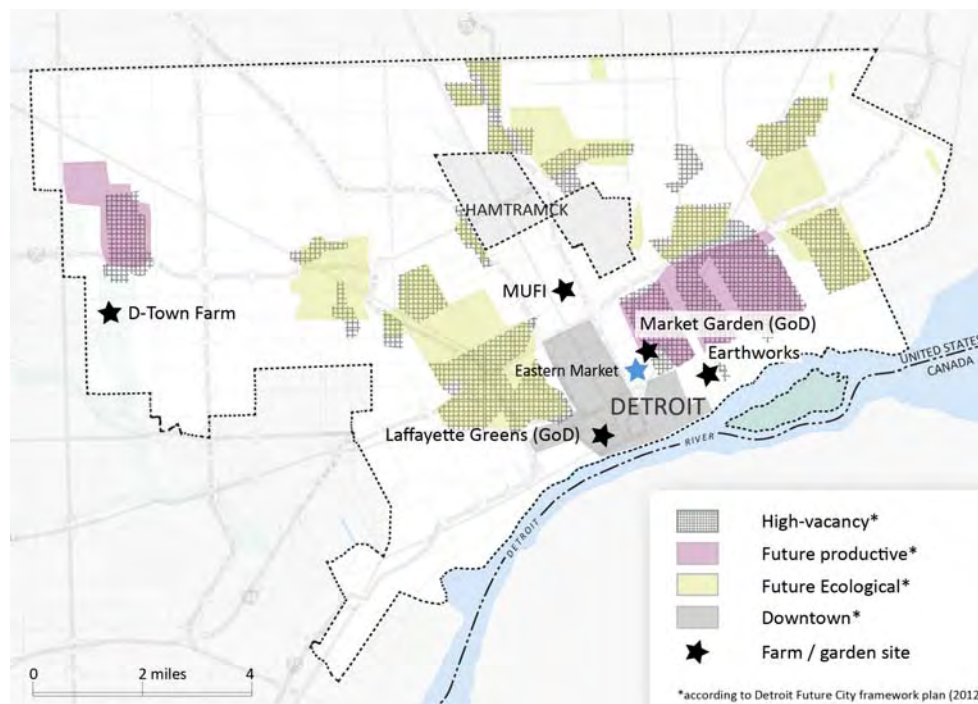 HAMTRAMCK
MUFI
D-Town Farm
Market Garden (GoD)
Eastern Market
Earthworks
UNITED STATES
CANADA
DETROIT
Laffayette Greens (GoD)
RIVER
DETROIT
High-vacancy*
Future productive*
Future Ecological*
Downtown*
Farm / garden site
0 2 miles 4
*according to Detroit Future City framework plan (2012